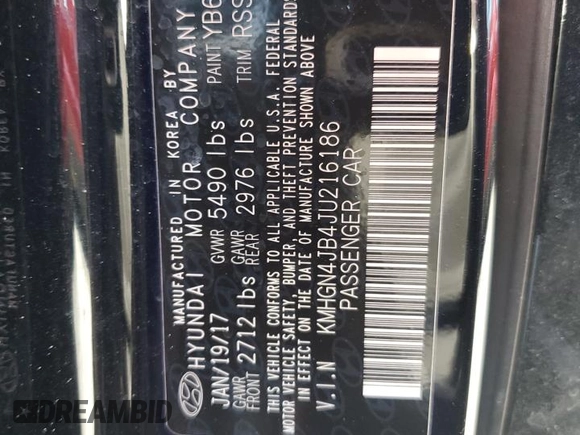 MANUFACTURED IN KOREA BY
HYUNDAI MOTOR COMPANY
JAN/19/17 GVWR 5490 lbs PAINT YB6
GAWR FRONT 2712 lbs GAWR REAR 2976 lbs TRIM RSS
THIS VEHICLE CONFORMS TO ALL APPLICABLE U.S.A. FEDERAL
MOTOR VEHICLE SAFETY, BUMPER, AND THEFT PREVENTION STANDARDS
IN EFFECT ON THE DATE OF MANUFACTURE SHOWN ABOVE
V.I.N KMHGN4JB4JU216186
PASSENGER CAR
DREAMBID